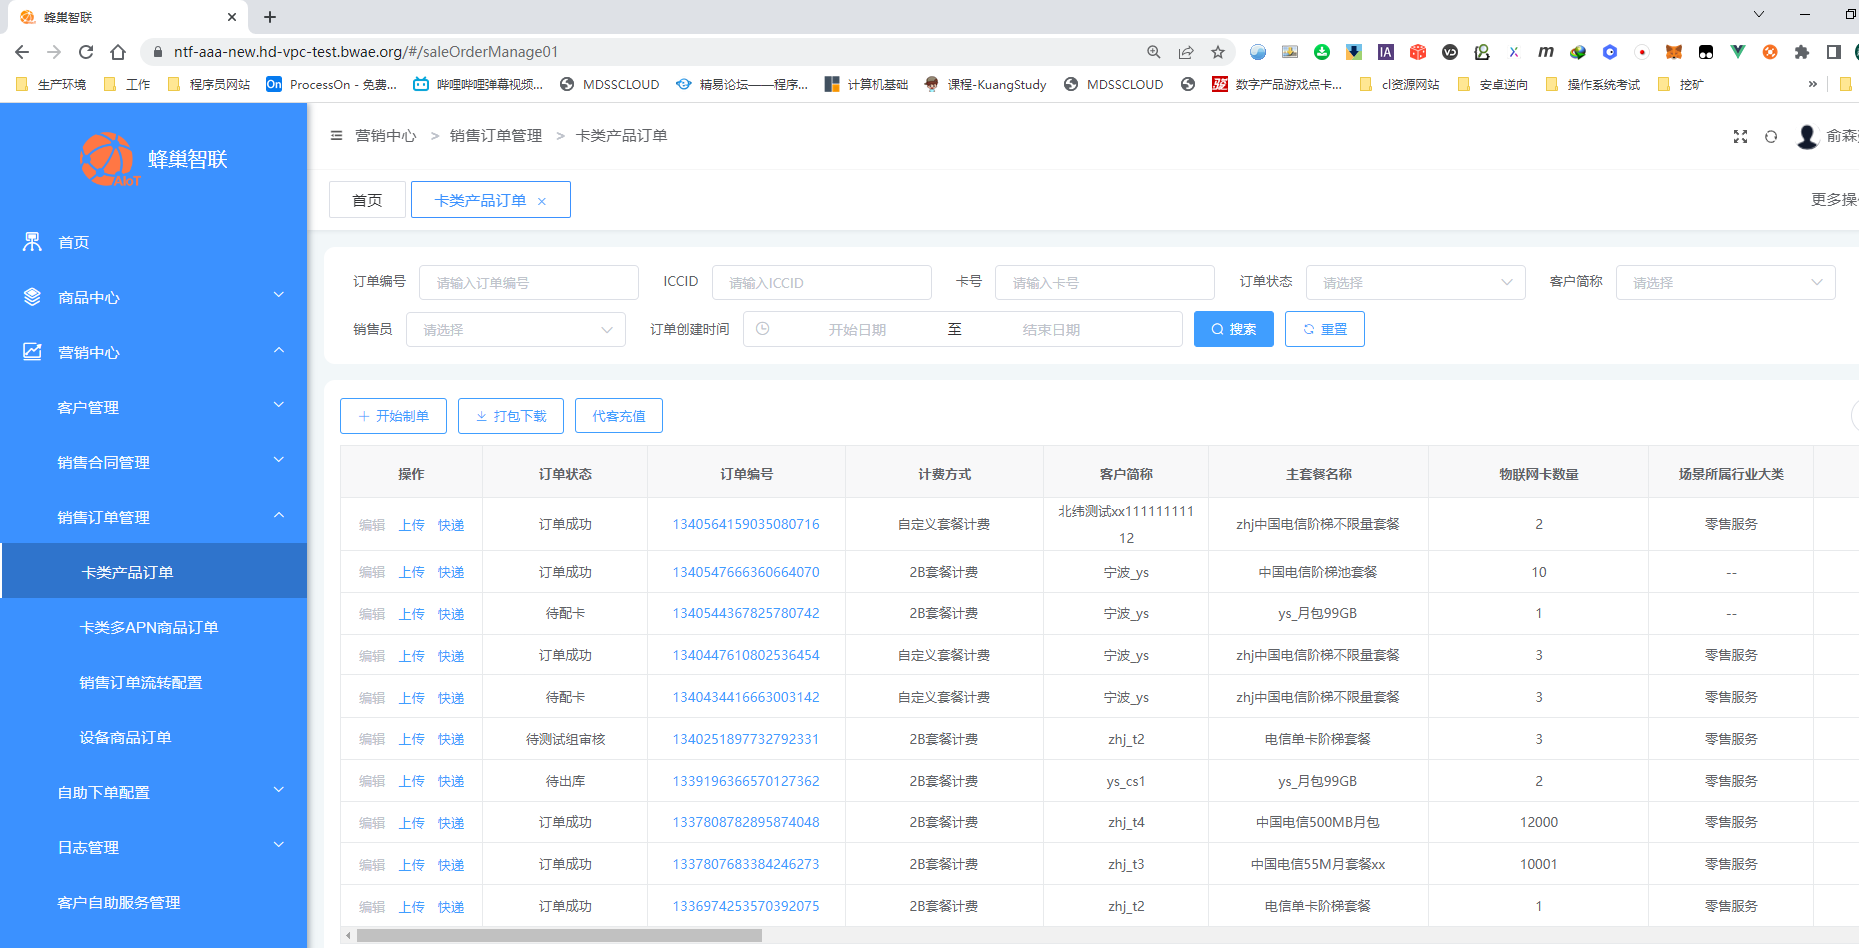 蜂巢智联
ntf-aaa-new.hd-vpc-test.bwae.org/#/saleOrderManage01
生产环境 工作 程序员网站 On ProcessOn - 免费... 哔哩哔哩弹幕视频... MDSSCLOUD 精易论坛——程序... 计算机基础 课程-KuangStudy MDSSCLOUD 数字产品游戏点卡... cl资源网站 安卓逆向 操作系统考试 挖矿 »
AIoT 蜂巢智联
首页
商品中心
营销中心
客户管理
销售合同管理
销售订单管理
卡类产品订单
卡类多APN商品订单
销售订单流转配置
设备商品订单
自助下单配置
日志管理
客户自助服务管理
营销中心 > 销售订单管理 > 卡类产品订单
俞森
首页 卡类产品订单 ×
更多操
订单编号 请输入订单编号 ICCID 请输入ICCID 卡号 请输入卡号 订单状态 请选择 客户简称 请选择
销售员 请选择 订单创建时间 开始日期 至 结束日期 搜索 重置
开始制单 打包下载 代客充值
操作 订单状态 订单编号 计费方式 客户简称 主套餐名称 物联网卡数量 场景所属行业大类
编辑 上传 快递 订单成功 1340564159035080716 自定义套餐计费 北纬测试xx111111111
12 zhj中国电信阶梯不限量套餐 2 零售服务
编辑 上传 快递 订单成功 1340547666360664070 2B套餐计费 宁波_ys 中国电信阶梯池套餐 10 --
编辑 上传 快递 待配卡 1340544367825780742 2B套餐计费 宁波_ys ys_月包99GB 1 --
编辑 上传 快递 订单成功 1340447610802536454 自定义套餐计费 宁波_ys zhj中国电信阶梯不限量套餐 3 零售服务
编辑 上传 快递 待配卡 1340434416663003142 自定义套餐计费 宁波_ys zhj中国电信阶梯不限量套餐 3 零售服务
编辑 上传 快递 待测试组审核 1340251897732792331 2B套餐计费 zhj_t2 电信单卡阶梯套餐 3 零售服务
编辑 上传 快递 待出库 1339196366570127362 2B套餐计费 ys_cs1 ys_月包99GB 2 零售服务
编辑 上传 快递 订单成功 1337808782895874048 2B套餐计费 zhj_t4 中国电信500MB月包 12000 零售服务
编辑 上传 快递 订单成功 1337807683384246273 2B套餐计费 zhj_t3 中国电信55M月套餐xx 10001 零售服务
编辑 上传 快递 订单成功 1336974253570392075 2B套餐计费 zhj_t2 电信单卡阶梯套餐 1 零售服务